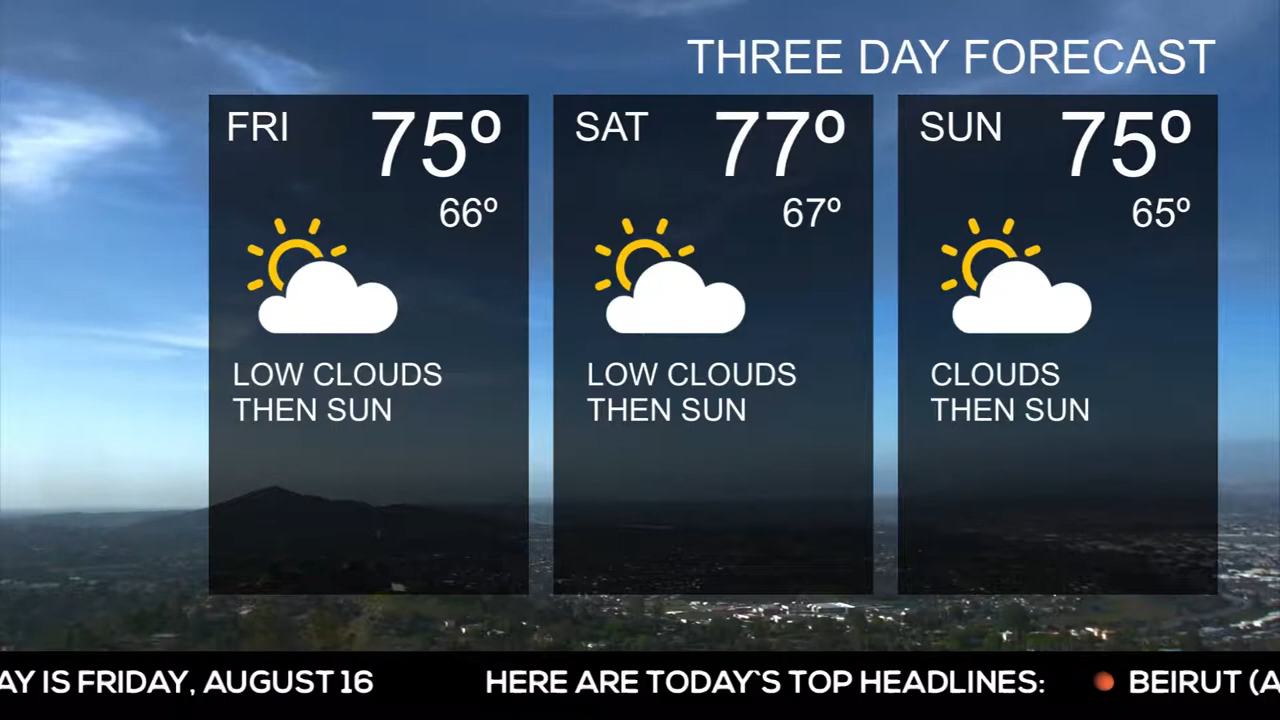 THREE DAY FORECAST
FRI 75º
66º
LOW CLOUDS
THEN SUN
SAT 77º
67º
LOW CLOUDS
THEN SUN
SUN 75º
65º
CLOUDS
THEN SUN
AY IS FRIDAY, AUGUST 16 HERE ARE TODAY`S TOP HEADLINES: BEIRUT (A